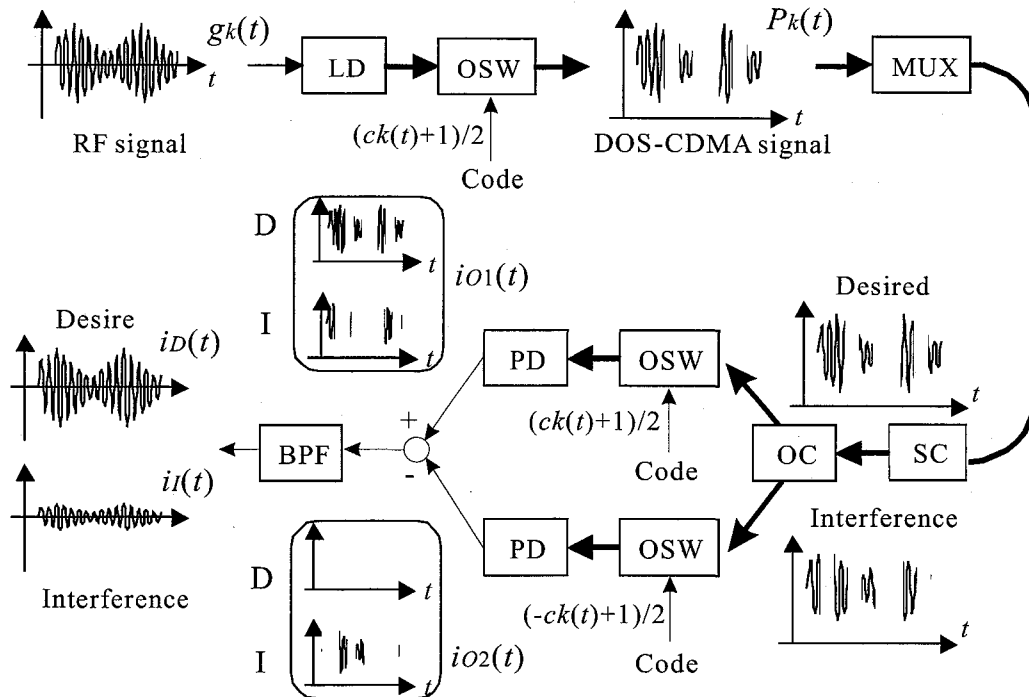 gk(t)
LD
OSW
Pk(t)
MUX
t
t
RF signal
(ck(t)+1)/2
DOS-CDMA signal
Code
D
t
iO1(t)
I
t
Desire
iD(t)
Desired
PD
OSW
t
+
(ck(t)+1)/2
BPF
-
Code
OC
SC
iI(t)
Interference
PD
OSW
Interference
D
t
(-ck(t)+1)/2
I
iO2(t)
t
Code
t